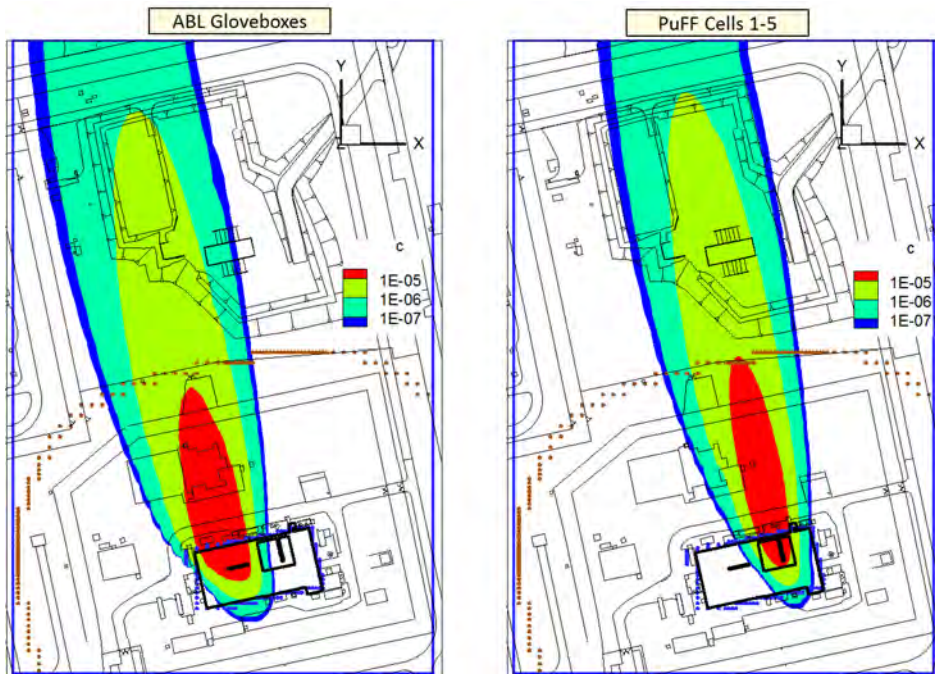 ABL Gloveboxes
PuFF Cells 1-5
Y
X
c
1E-05
1E-06
1E-07
Y
X
c
1E-05
1E-06
1E-07